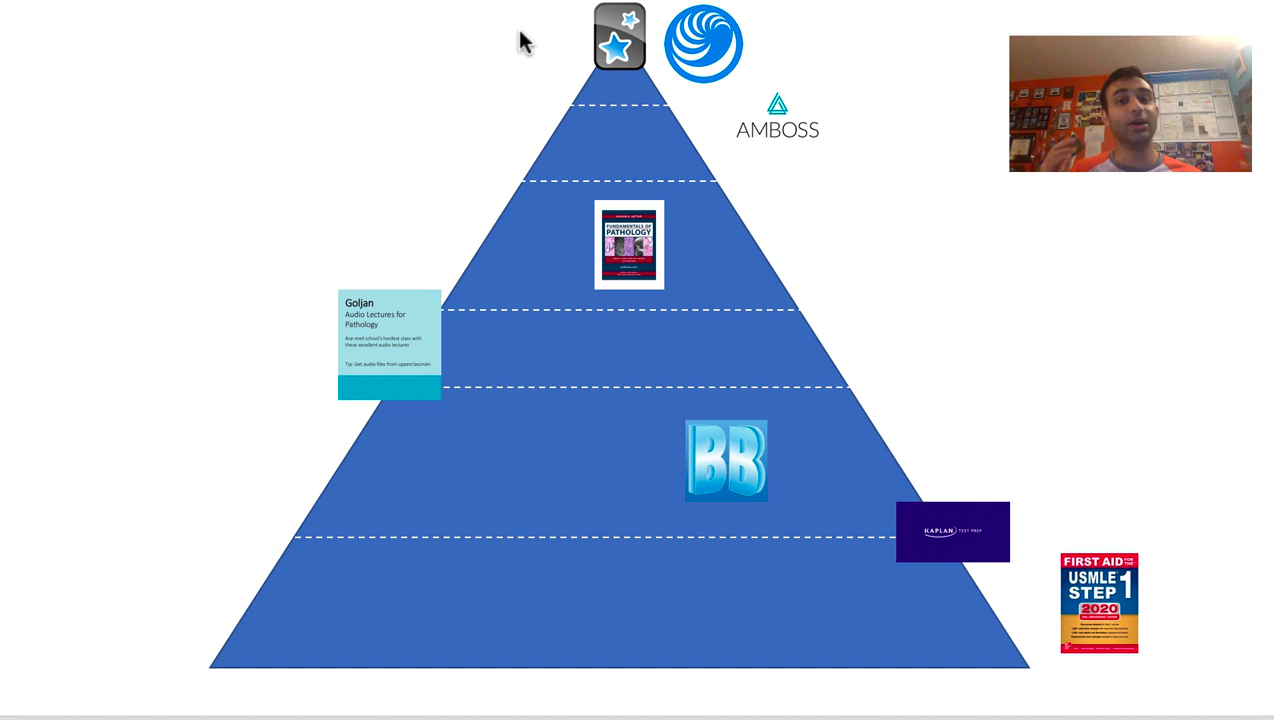 AMBOSS
FUNDAMENTALS OF
PATHOLOGY
Goljan
Audio Lectures for
Pathology
Ace med school's hardest class with
these excellent audio lectures
Tip: Get audio files from upperclassmen
BB
KAPLAN TEST PREP
FIRST AID FOR THE
USMLE
STEP 1
2020